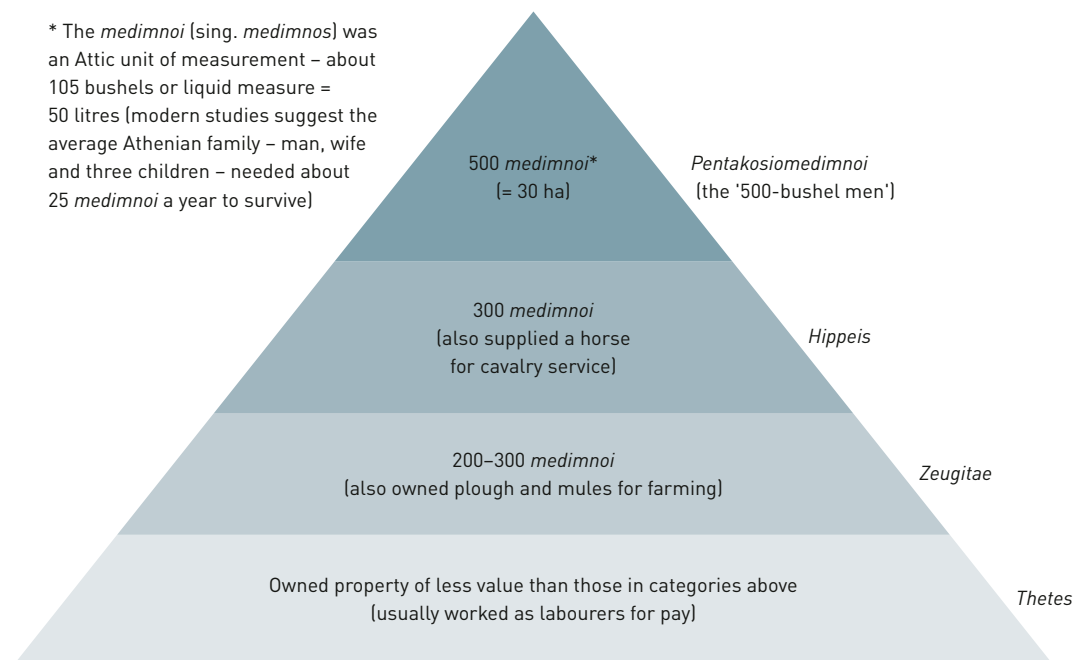 * The medimnoi (sing. medimnos) was
an Attic unit of measurement – about
105 bushels or liquid measure =
50 litres (modern studies suggest the
average Athenian family – man, wife
and three children – needed about
25 medimnoi a year to survive)
500 medimnoi*
(= 30 ha)
Pentakosiomedimnoi
(the '500-bushel men')
300 medimnoi
(also supplied a horse
for cavalry service)
Hippeis
200–300 medimnoi
(also owned plough and mules for farming)
Zeugitae
Owned property of less value than those in categories above
(usually worked as labourers for pay)
Thetes